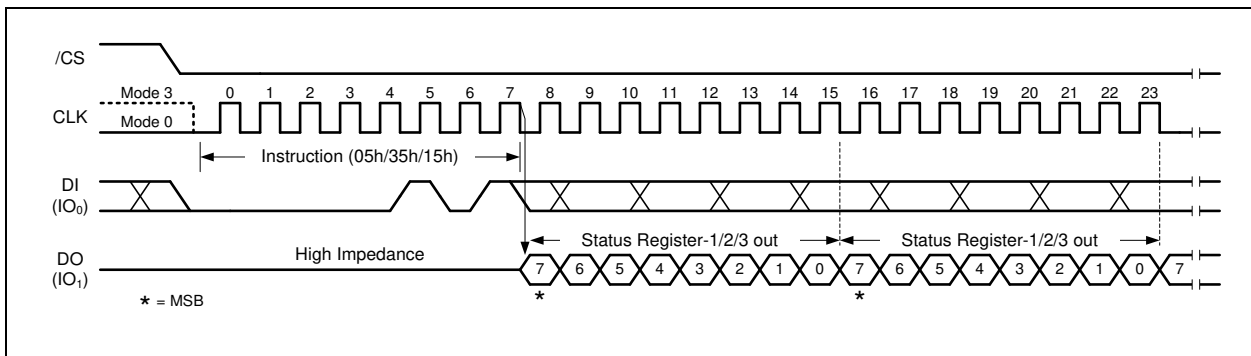 /CS
Mode 3
0 1 2 3 4 5 6 7 8 9 10 11 12 13 14 15 16 17 18 19 20 21 22 23
CLK
Mode 0
Instruction (05h/35h/15h)
DI
(IO0)
Status Register-1/2/3 out Status Register-1/2/3 out
High Impedance
DO
(IO1)
7 6 5 4 3 2 1 0 7 6 5 4 3 2 1 0 7
* *
* = MSB